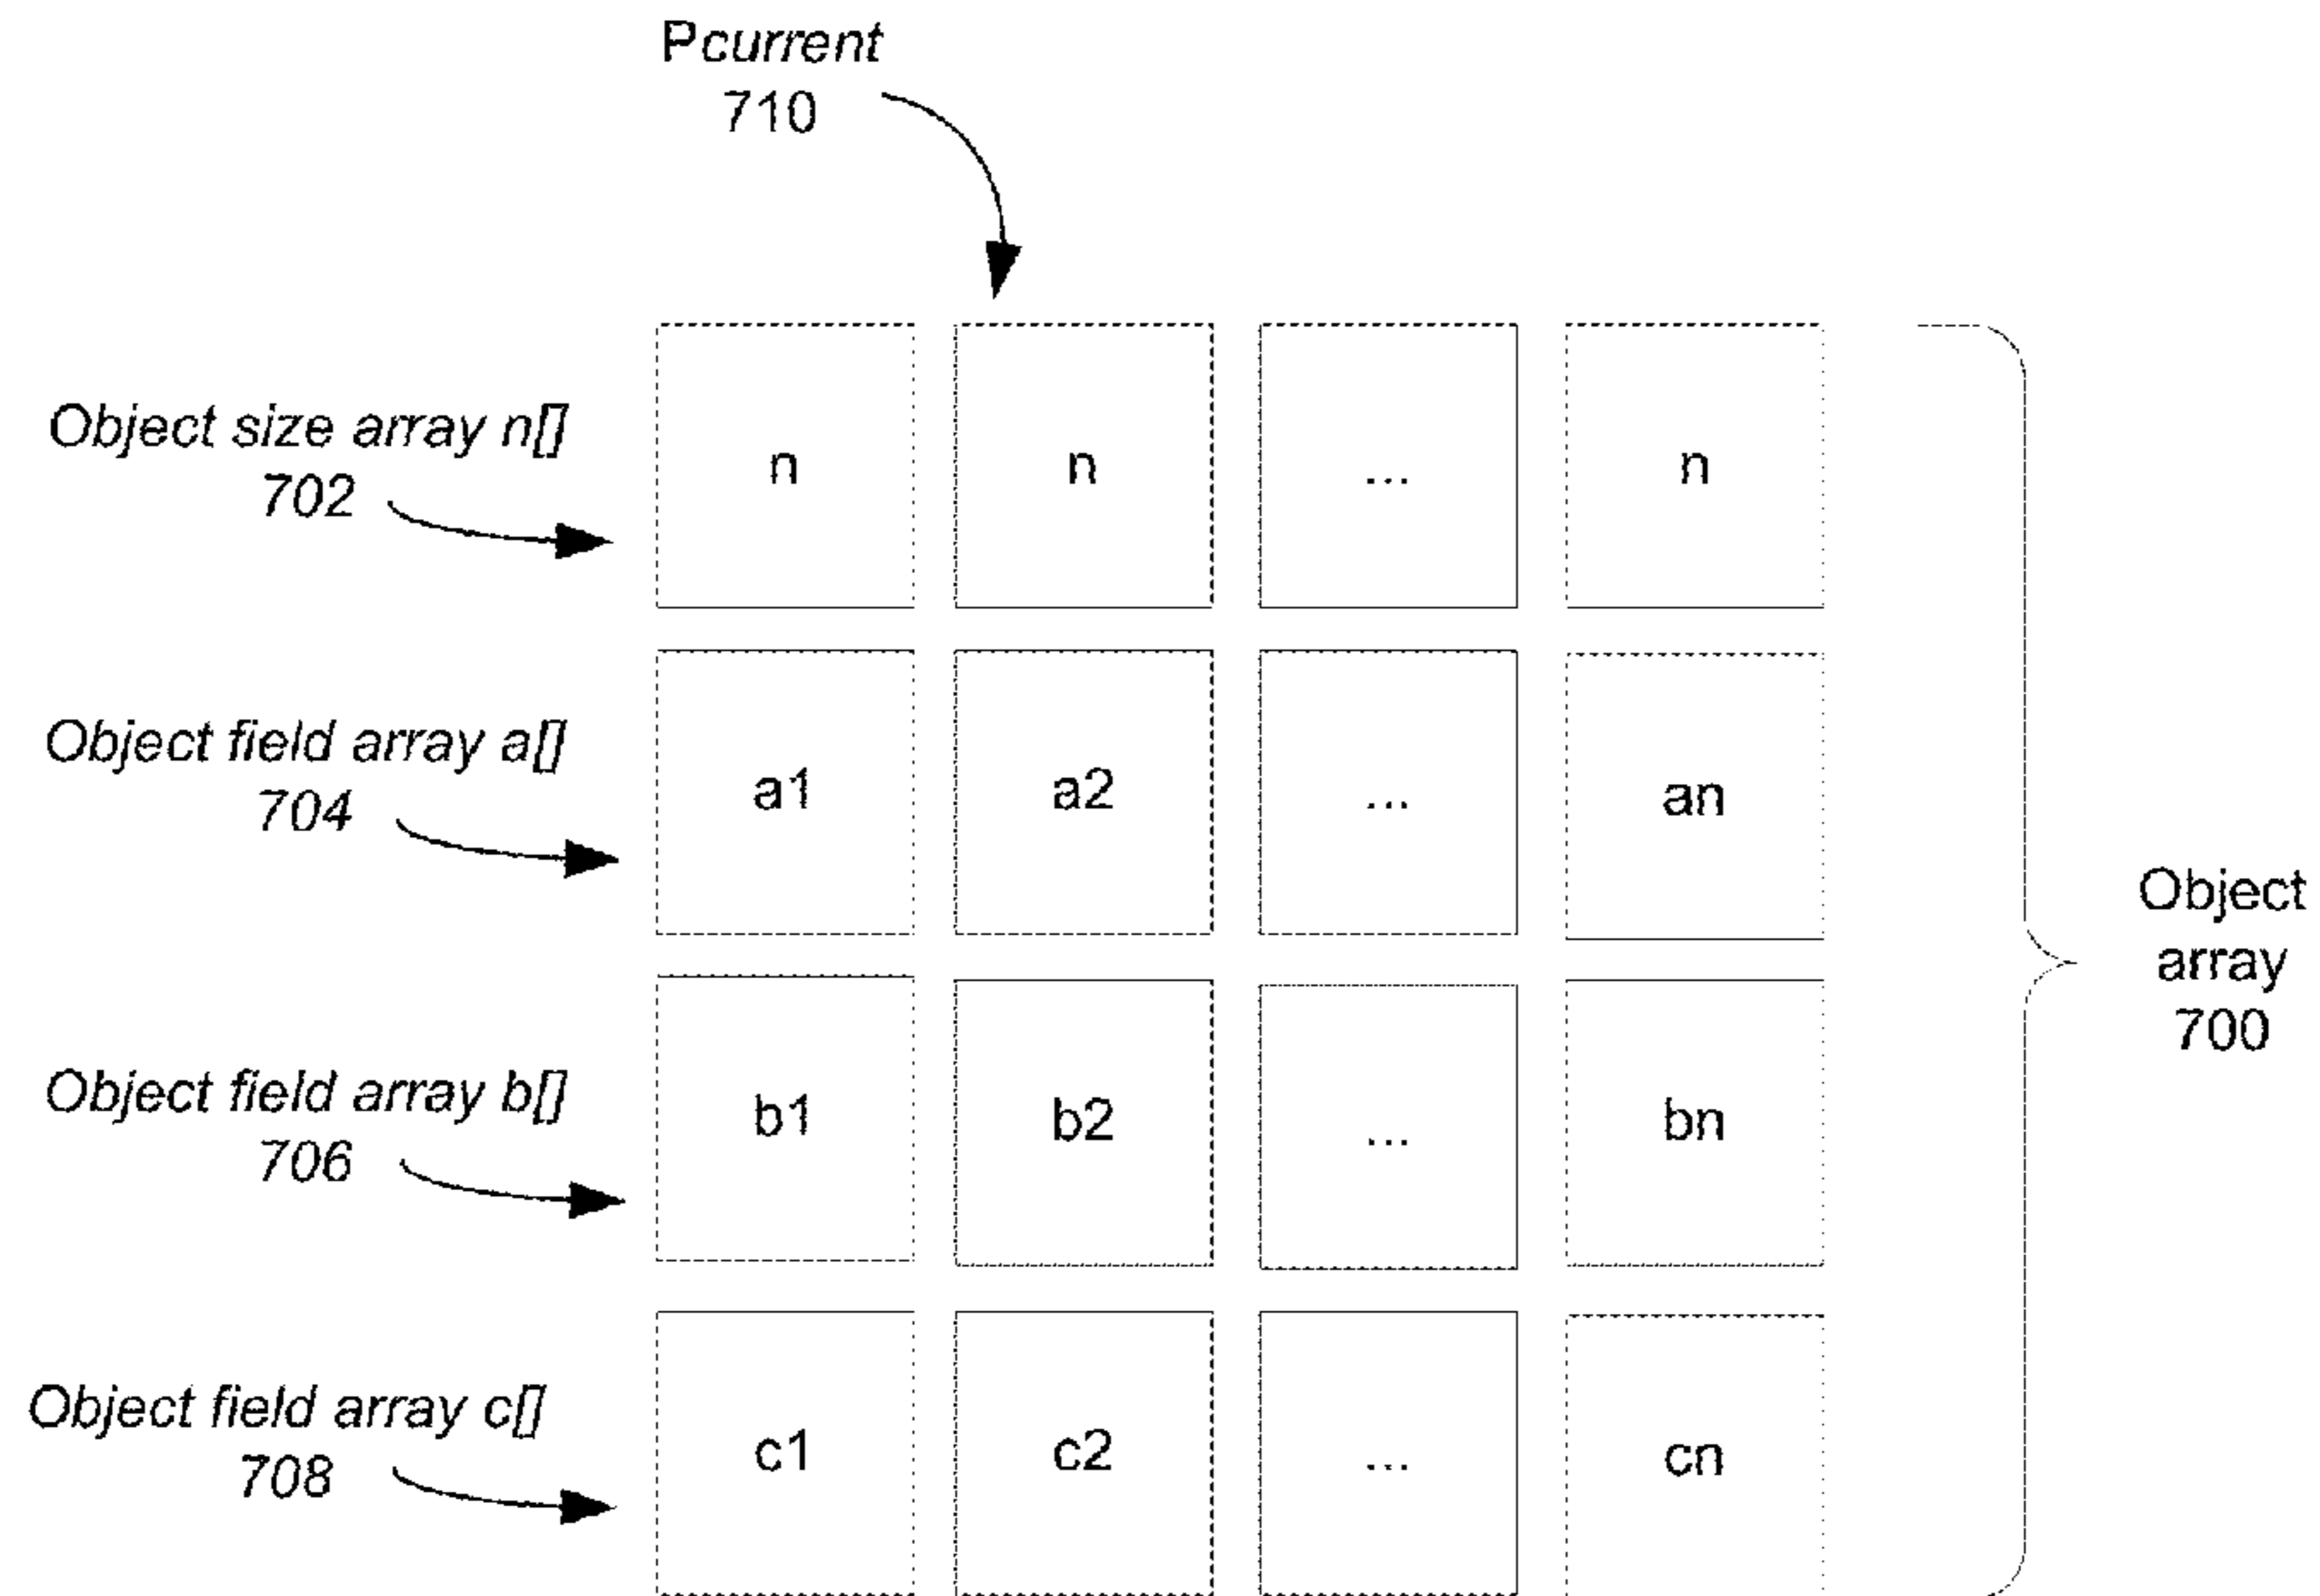 Pcurrent
710
Object size array n[]
702
n n ... n
Object field array a[]
704
a1 a2 ... an
Object
array
700
Object field array b[]
706
b1 b2 ... bn
Object field array c[]
708
c1 c2 ... cn